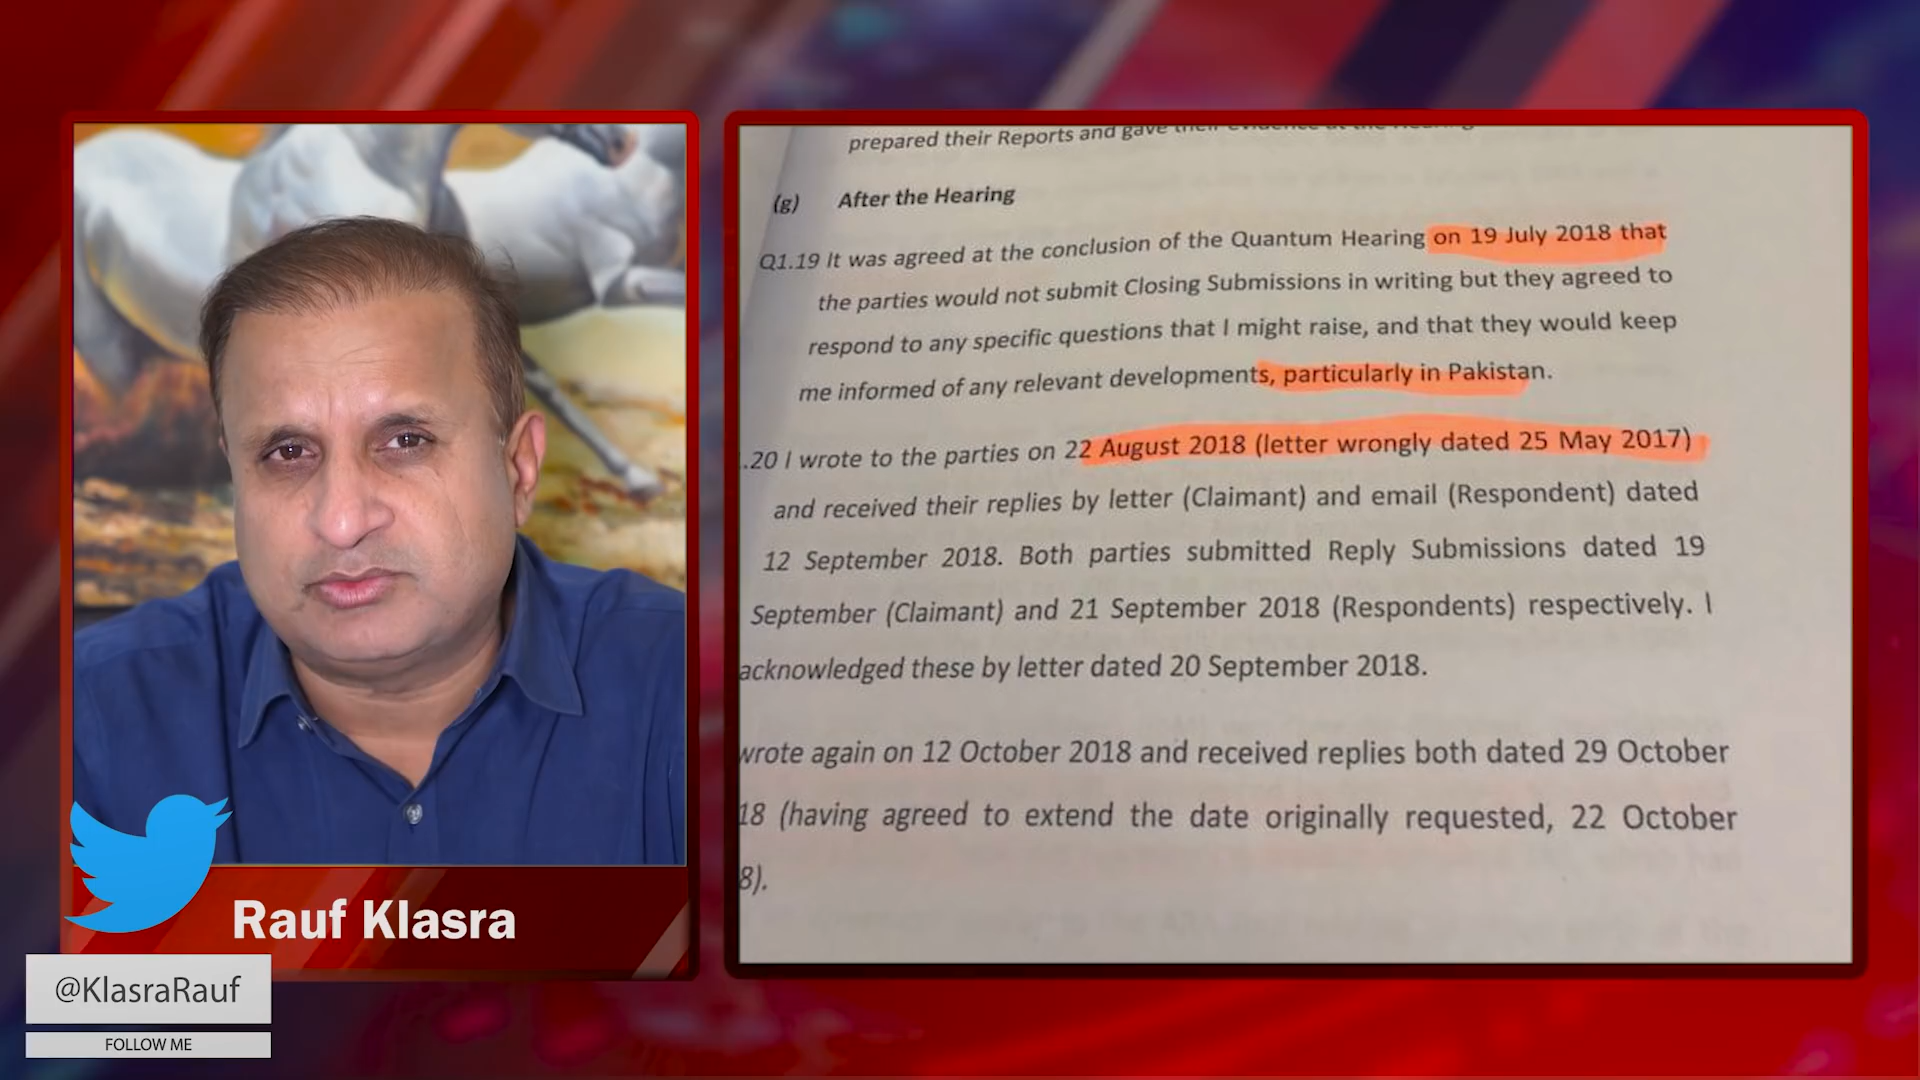 prepared their Reports and gave
(g) After the Hearing
Q1.19 It was agreed at the conclusion of the Quantum Hearing on 19 July 2018 that
the parties would not submit Closing Submissions in writing but they agreed to
respond to any specific questions that I might raise, and that they would keep
me informed of any relevant developments, particularly in Pakistan.
.20 I wrote to the parties on 22 August 2018 (letter wrongly dated 25 May 2017)
and received their replies by letter (Claimant) and email (Respondent) dated
12 September 2018. Both parties submitted Reply Submissions dated 19
September (Claimant) and 21 September 2018 (Respondents) respectively. I
acknowledged these by letter dated 20 September 2018.
wrote again on 12 October 2018 and received replies both dated 29 October
18 (having agreed to extend the date originally requested, 22 October
8).
Rauf Klasra
@KlasraRauf
FOLLOW ME